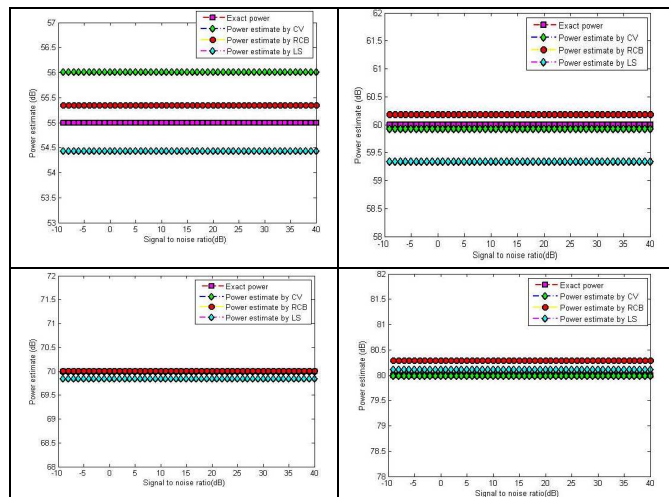 57
56.5
56
55.5
55
54.5
54
53.5
53
Power estimate (dB)
Exact power
Power estimate by CV
Power estimate by RCB
Power estimate by LS
-10 -5 0 5 10 15 20 25 30 35 40
Signal to noise ratio(dB)
62
61.5
61
60.5
60
59.5
59
58.5
58
Power estimate (dB)
Exact power
Power estimate by CV
Power estimate by RCB
Power estimate by LS
-10 -5 0 5 10 15 20 25 30 35 40
Signal to noise ratio(dB)
72
71.5
71
70.5
70
69.5
69
68.5
68
Power estimate (dB)
Exact power
Power estimate by CV
Power estimate by RCB
Power estimate by LS
-10 -5 0 5 10 15 20 25 30 35 40
Signal to noise ratio(dB)
82
81.5
81
80.5
80
79.5
79
78.5
78
Power estimate (dB)
Exact power
Power estimate by CV
Power estimate by RCB
Power estimate by LS
-10 -5 0 5 10 15 20 25 30 35 40
Signal to noise ratio(dB)